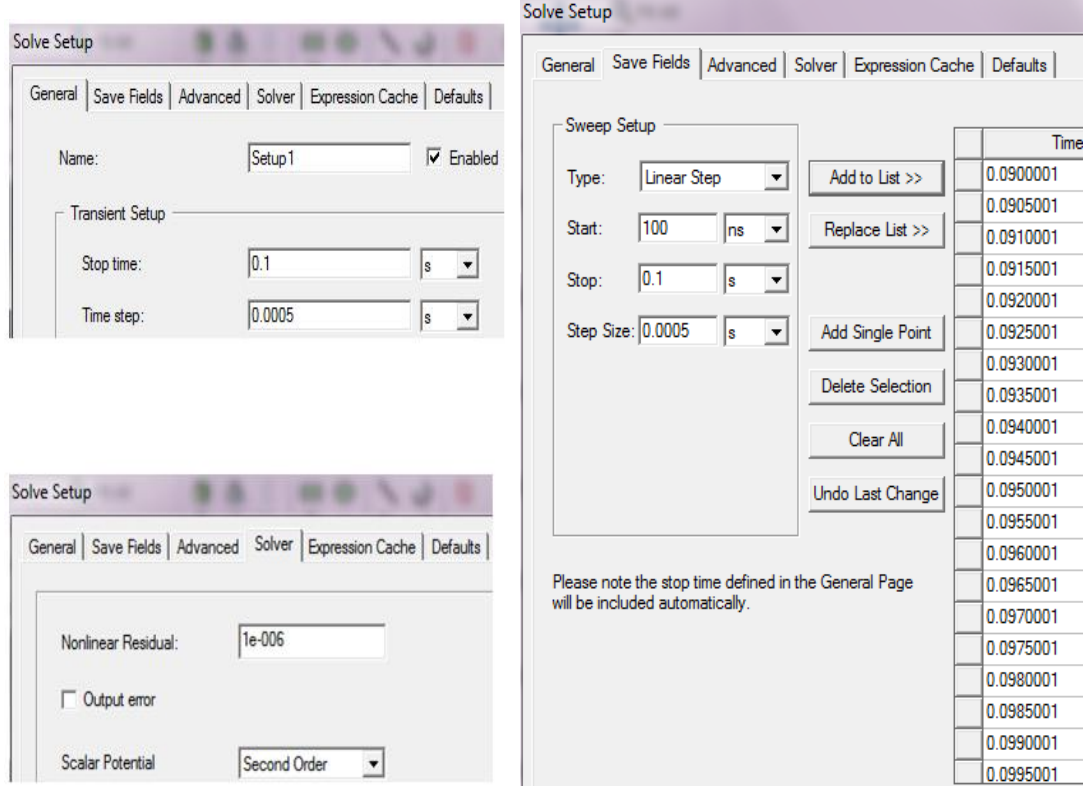 Solve Setup
General Save Fields Advanced Solver Expression Cache Defaults
Name: Setup1 Enabled
Transient Setup
Stop time: 0.1 s
Time step: 0.0005 s
Solve Setup
General Save Fields Advanced Solver Expression Cache Defaults
Nonlinear Residual: 1e-006
Output error
Scalar Potential Second Order
Solve Setup
General Save Fields Advanced Solver Expression Cache Defaults
Sweep Setup
Type: Linear Step
Start: 100 ns
Stop: 0.1 s
Step Size: 0.0005 s
Add to List >>
Replace List >>
Add Single Point
Delete Selection
Clear All
Undo Last Change
Please note the stop time defined in the General Page
will be included automatically.
Time
0.0900001
0.0905001
0.0910001
0.0915001
0.0920001
0.0925001
0.0930001
0.0935001
0.0940001
0.0945001
0.0950001
0.0955001
0.0960001
0.0965001
0.0970001
0.0975001
0.0980001
0.0985001
0.0990001
0.0995001